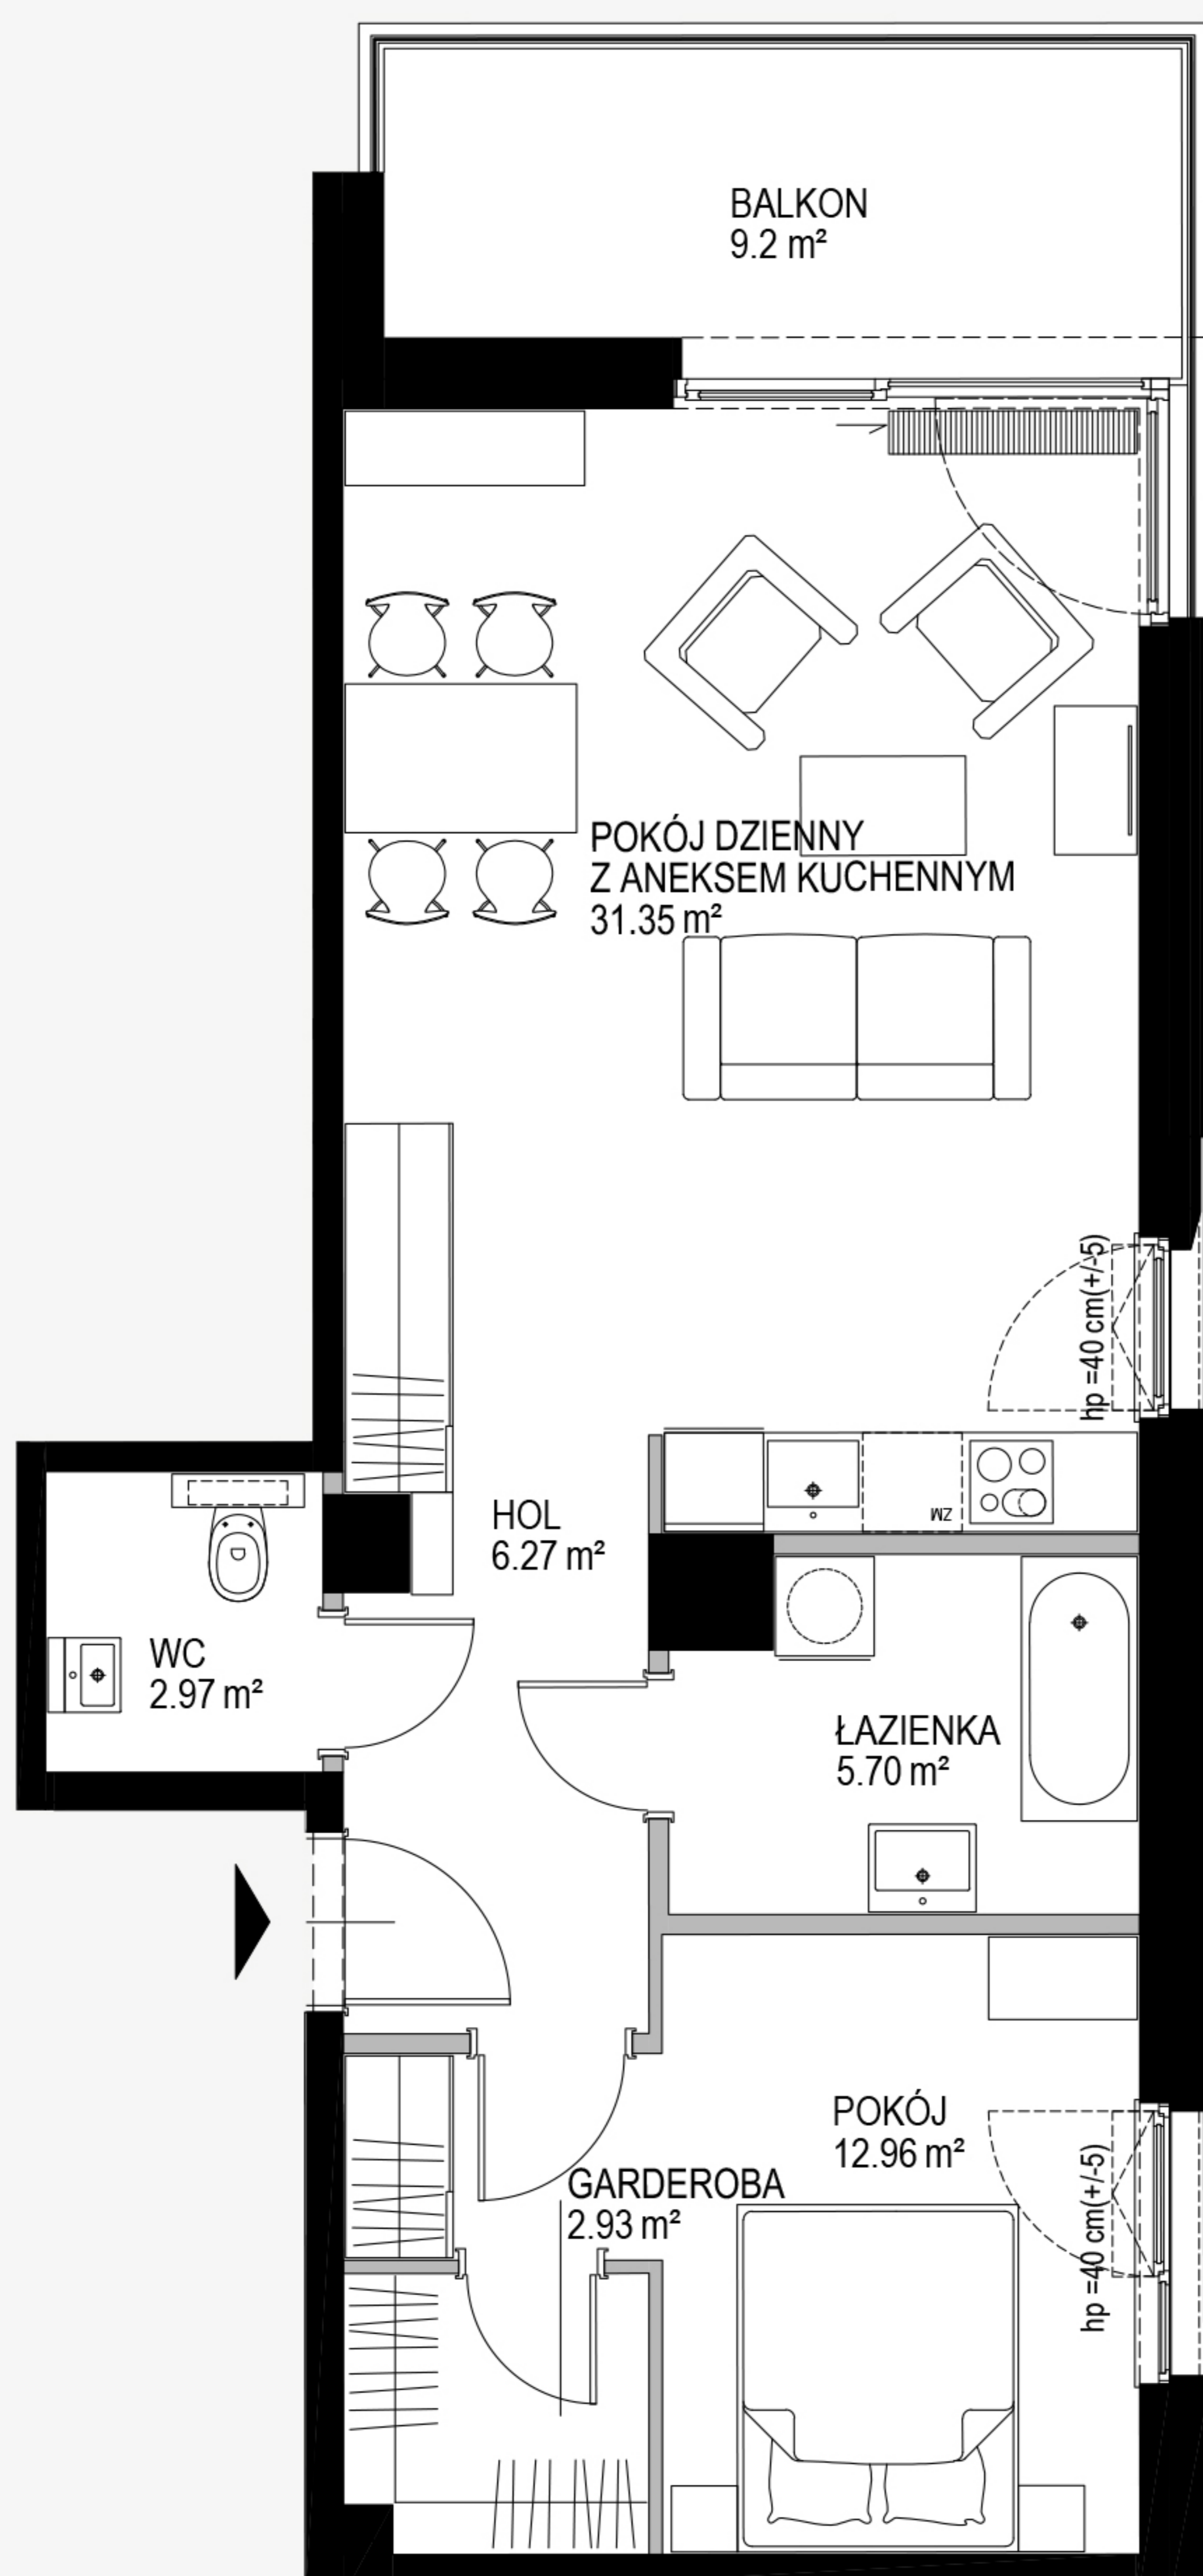 BALKON
9.2 m²
POKÓJ DZIENNY
Z ANEKSEM KUCHENNYM
31.35 m²
hp =40 cm(+/-5)
ZM
HOL
6.27 m²
WC
2.97 m²
ŁAZIENKA
5.70 m²
POKÓJ
12.96 m²
GARDEROBA
2.93 m²
hp =40 cm(+/-5)